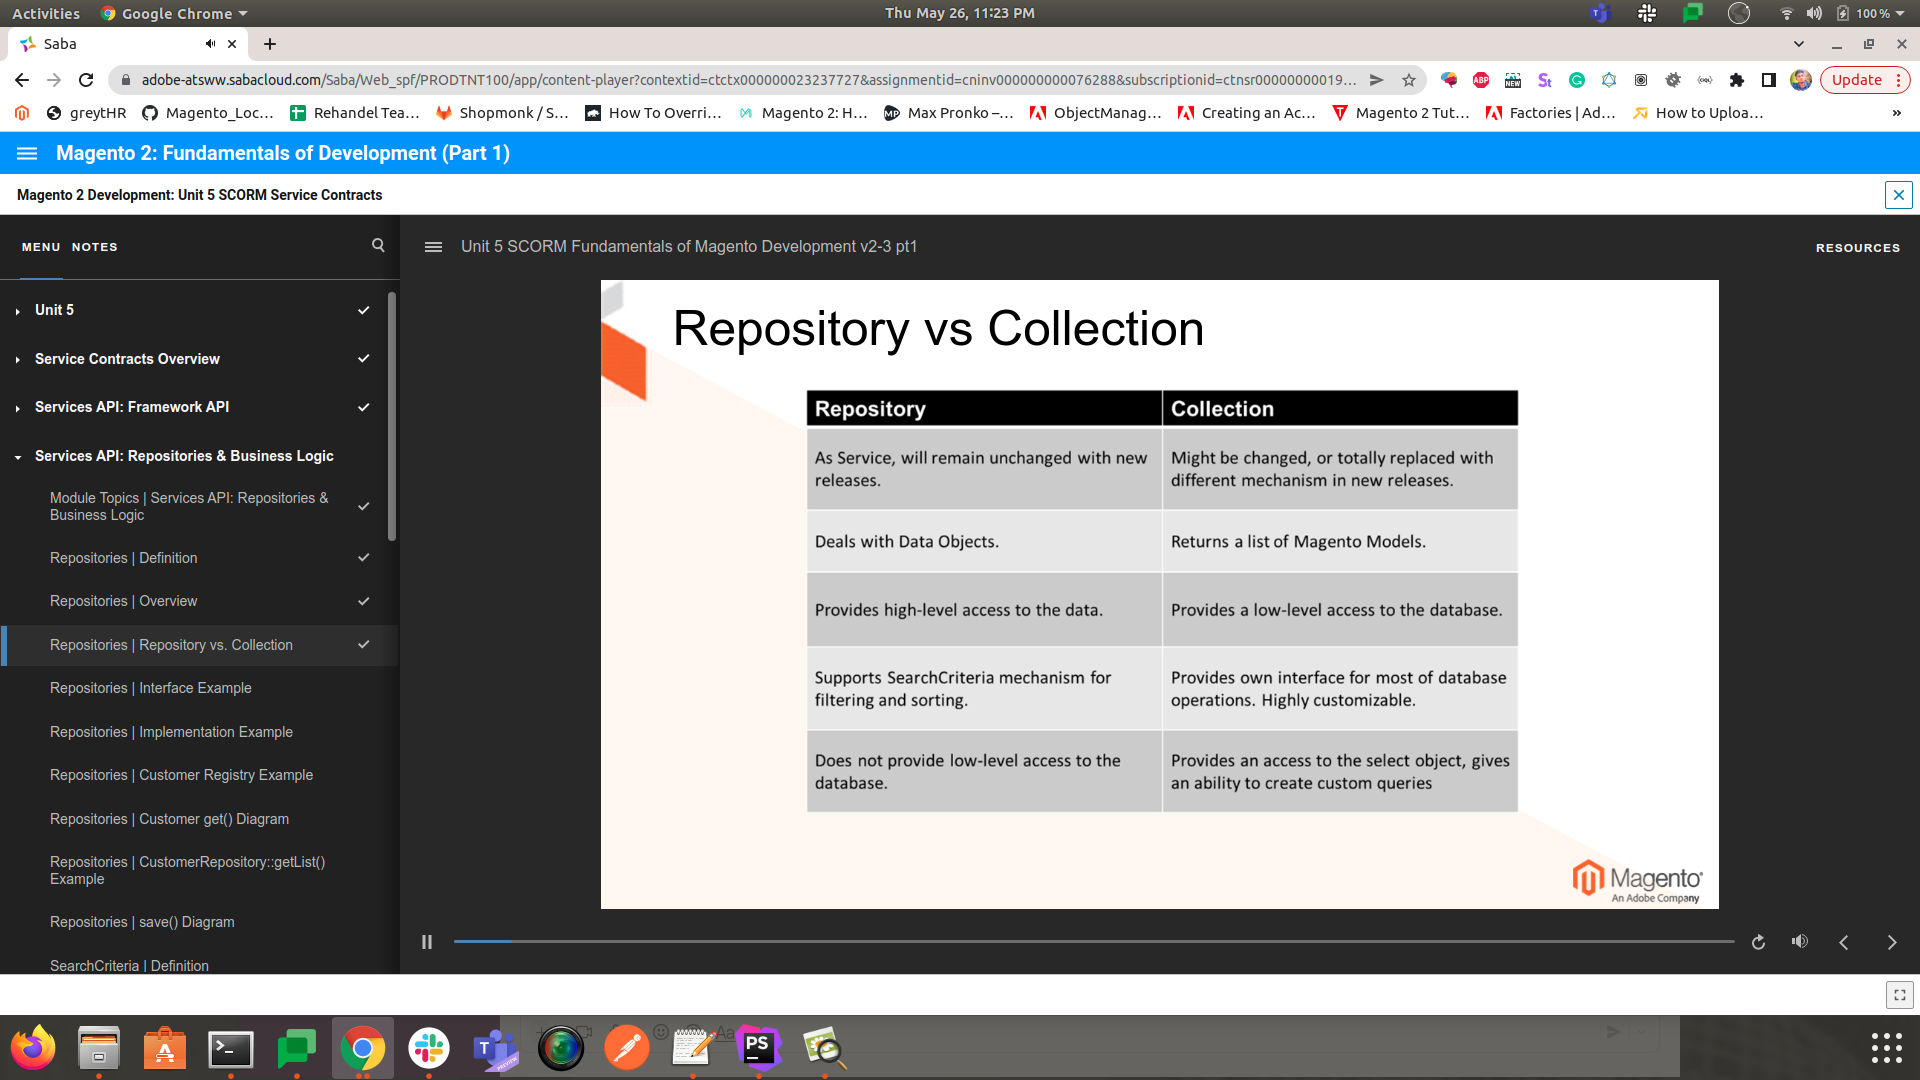 Activities
Google Chrome
Thu May 26, 11:23 PM
100 %
Saba
adobe-atsww.sabacloud.com/Saba/Web_spf/PRODTNT100/app/content-player?contextid=ctctx000000023237727&assignmentid=cninv000000000076288&subscriptionid=ctnsr00000000019...
ABP
NEW
St
Update
greytHR
Magento_Loc...
Rehandel Tea...
Shopmonk / S...
How To Overri...
Magento 2: H...
Max Pronko –...
ObjectManag...
Creating an Ac...
Magento 2 Tut...
Factories | Ad...
How to Uploa...
»
Magento 2: Fundamentals of Development (Part 1)
Magento 2 Development: Unit 5 SCORM Service Contracts
MENU NOTES
Unit 5 SCORM Fundamentals of Magento Development v2-3 pt1
RESOURCES
Unit 5
Service Contracts Overview
Services API: Framework API
Services API: Repositories & Business Logic
Module Topics | Services API: Repositories &
Business Logic
Repositories | Definition
Repositories | Overview
Repositories | Repository vs. Collection
Repositories | Interface Example
Repositories | Implementation Example
Repositories | Customer Registry Example
Repositories | Customer get() Diagram
Repositories | CustomerRepository::getList()
Example
Repositories | save() Diagram
SearchCriteria | Definition
Repository vs Collection
Repository
Collection
As Service, will remain unchanged with new
releases.
Might be changed, or totally replaced with
different mechanism in new releases.
Deals with Data Objects.
Returns a list of Magento Models.
Provides high-level access to the data.
Provides a low-level access to the database.
Supports SearchCriteria mechanism for
filtering and sorting.
Provides own interface for most of database
operations. Highly customizable.
Does not provide low-level access to the
database.
Provides an access to the select object, gives
an ability to create custom queries
Magento
An Adobe Company
PS
Aa